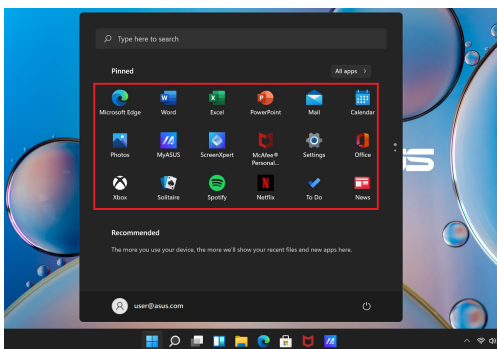 Type here to search
Pinned
All apps >
Microsoft Edge Word Excel PowerPoint Mail Calendar
Photos MyASUS ScreenXpert McAfee® Personal... Settings Office
Xbox Solitaire Spotify Netflix To Do News
Recommended
The more you use your device, the more we'll show your recent files and new apps here.
user@asus.com